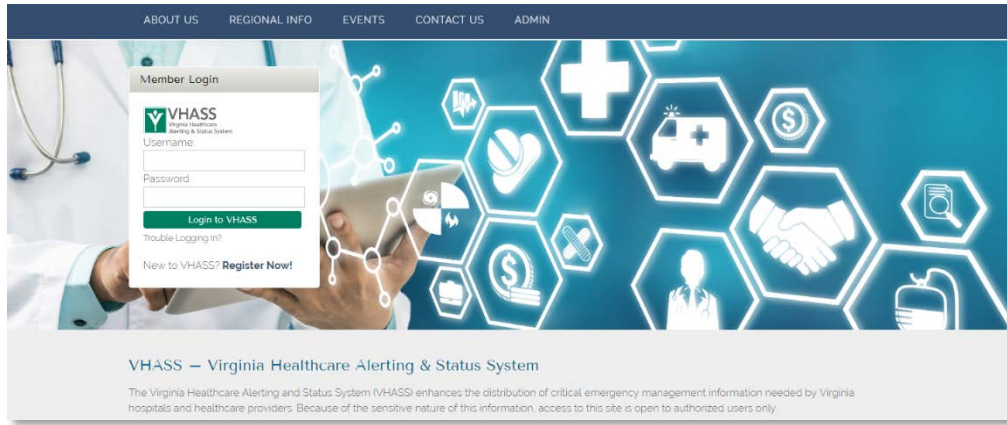 ABOUT US REGIONAL INFO EVENTS CONTACT US ADMIN
Member Login
VHASS
Virginia Healthcare
Alerting & Status System
Username
Password
Login to VHASS
Trouble Logging In?
New to VHASS? Register Now!
VHASS – Virginia Healthcare Alerting & Status System
The Virginia Healthcare Alerting and Status System (VHASS) enhances the distribution of critical emergency management information needed by Virginia
hospitals and healthcare providers. Because of the sensitive nature of this information, access to this site is open to authorized users only.